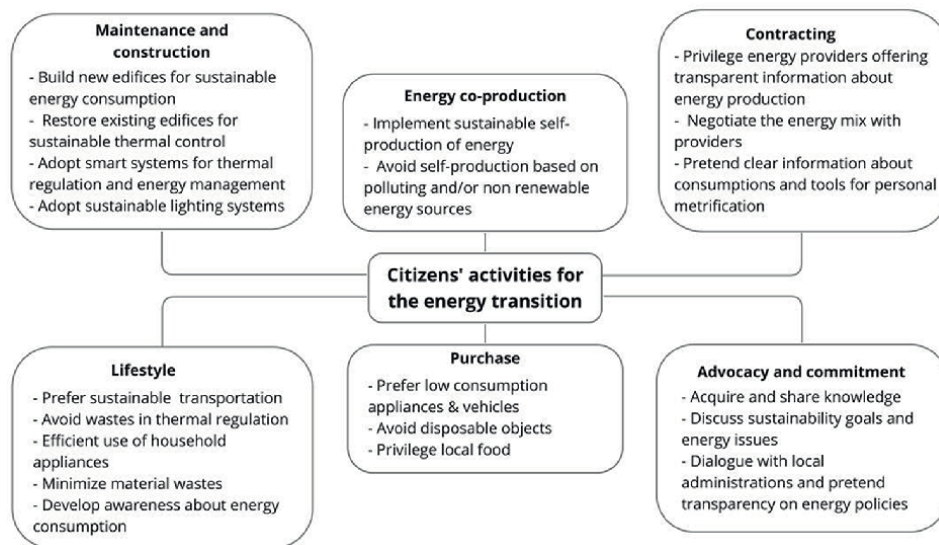 Maintenance and
construction
- Build new edifices for sustainable
energy consumption
- Restore existing edifices for
sustainable thermal control
- Adopt smart systems for thermal
regulation and energy management
- Adopt sustainable lighting systems
Energy co-production
- Implement sustainable self-
production of energy
- Avoid self-production based on
polluting and/or non renewable
energy sources
Contracting
- Privilege energy providers offering
transparent information about
energy production
- Negotiate the energy mix with
providers
- Pretend clear information about
consumptions and tools for personal
metrification
Citizens' activities for
the energy transition
Lifestyle
- Prefer sustainable transportation
- Avoid wastes in thermal regulation
- Efficient use of household
appliances
- Minimize material wastes
- Develop awareness about energy
consumption
Purchase
- Prefer low consumption
appliances & vehicles
- Avoid disposable objects
- Privilege local food
Advocacy and commitment
- Acquire and share knowledge
- Discuss sustainability goals and
energy issues
- Dialogue with local
administrations and pretend
transparency on energy policies